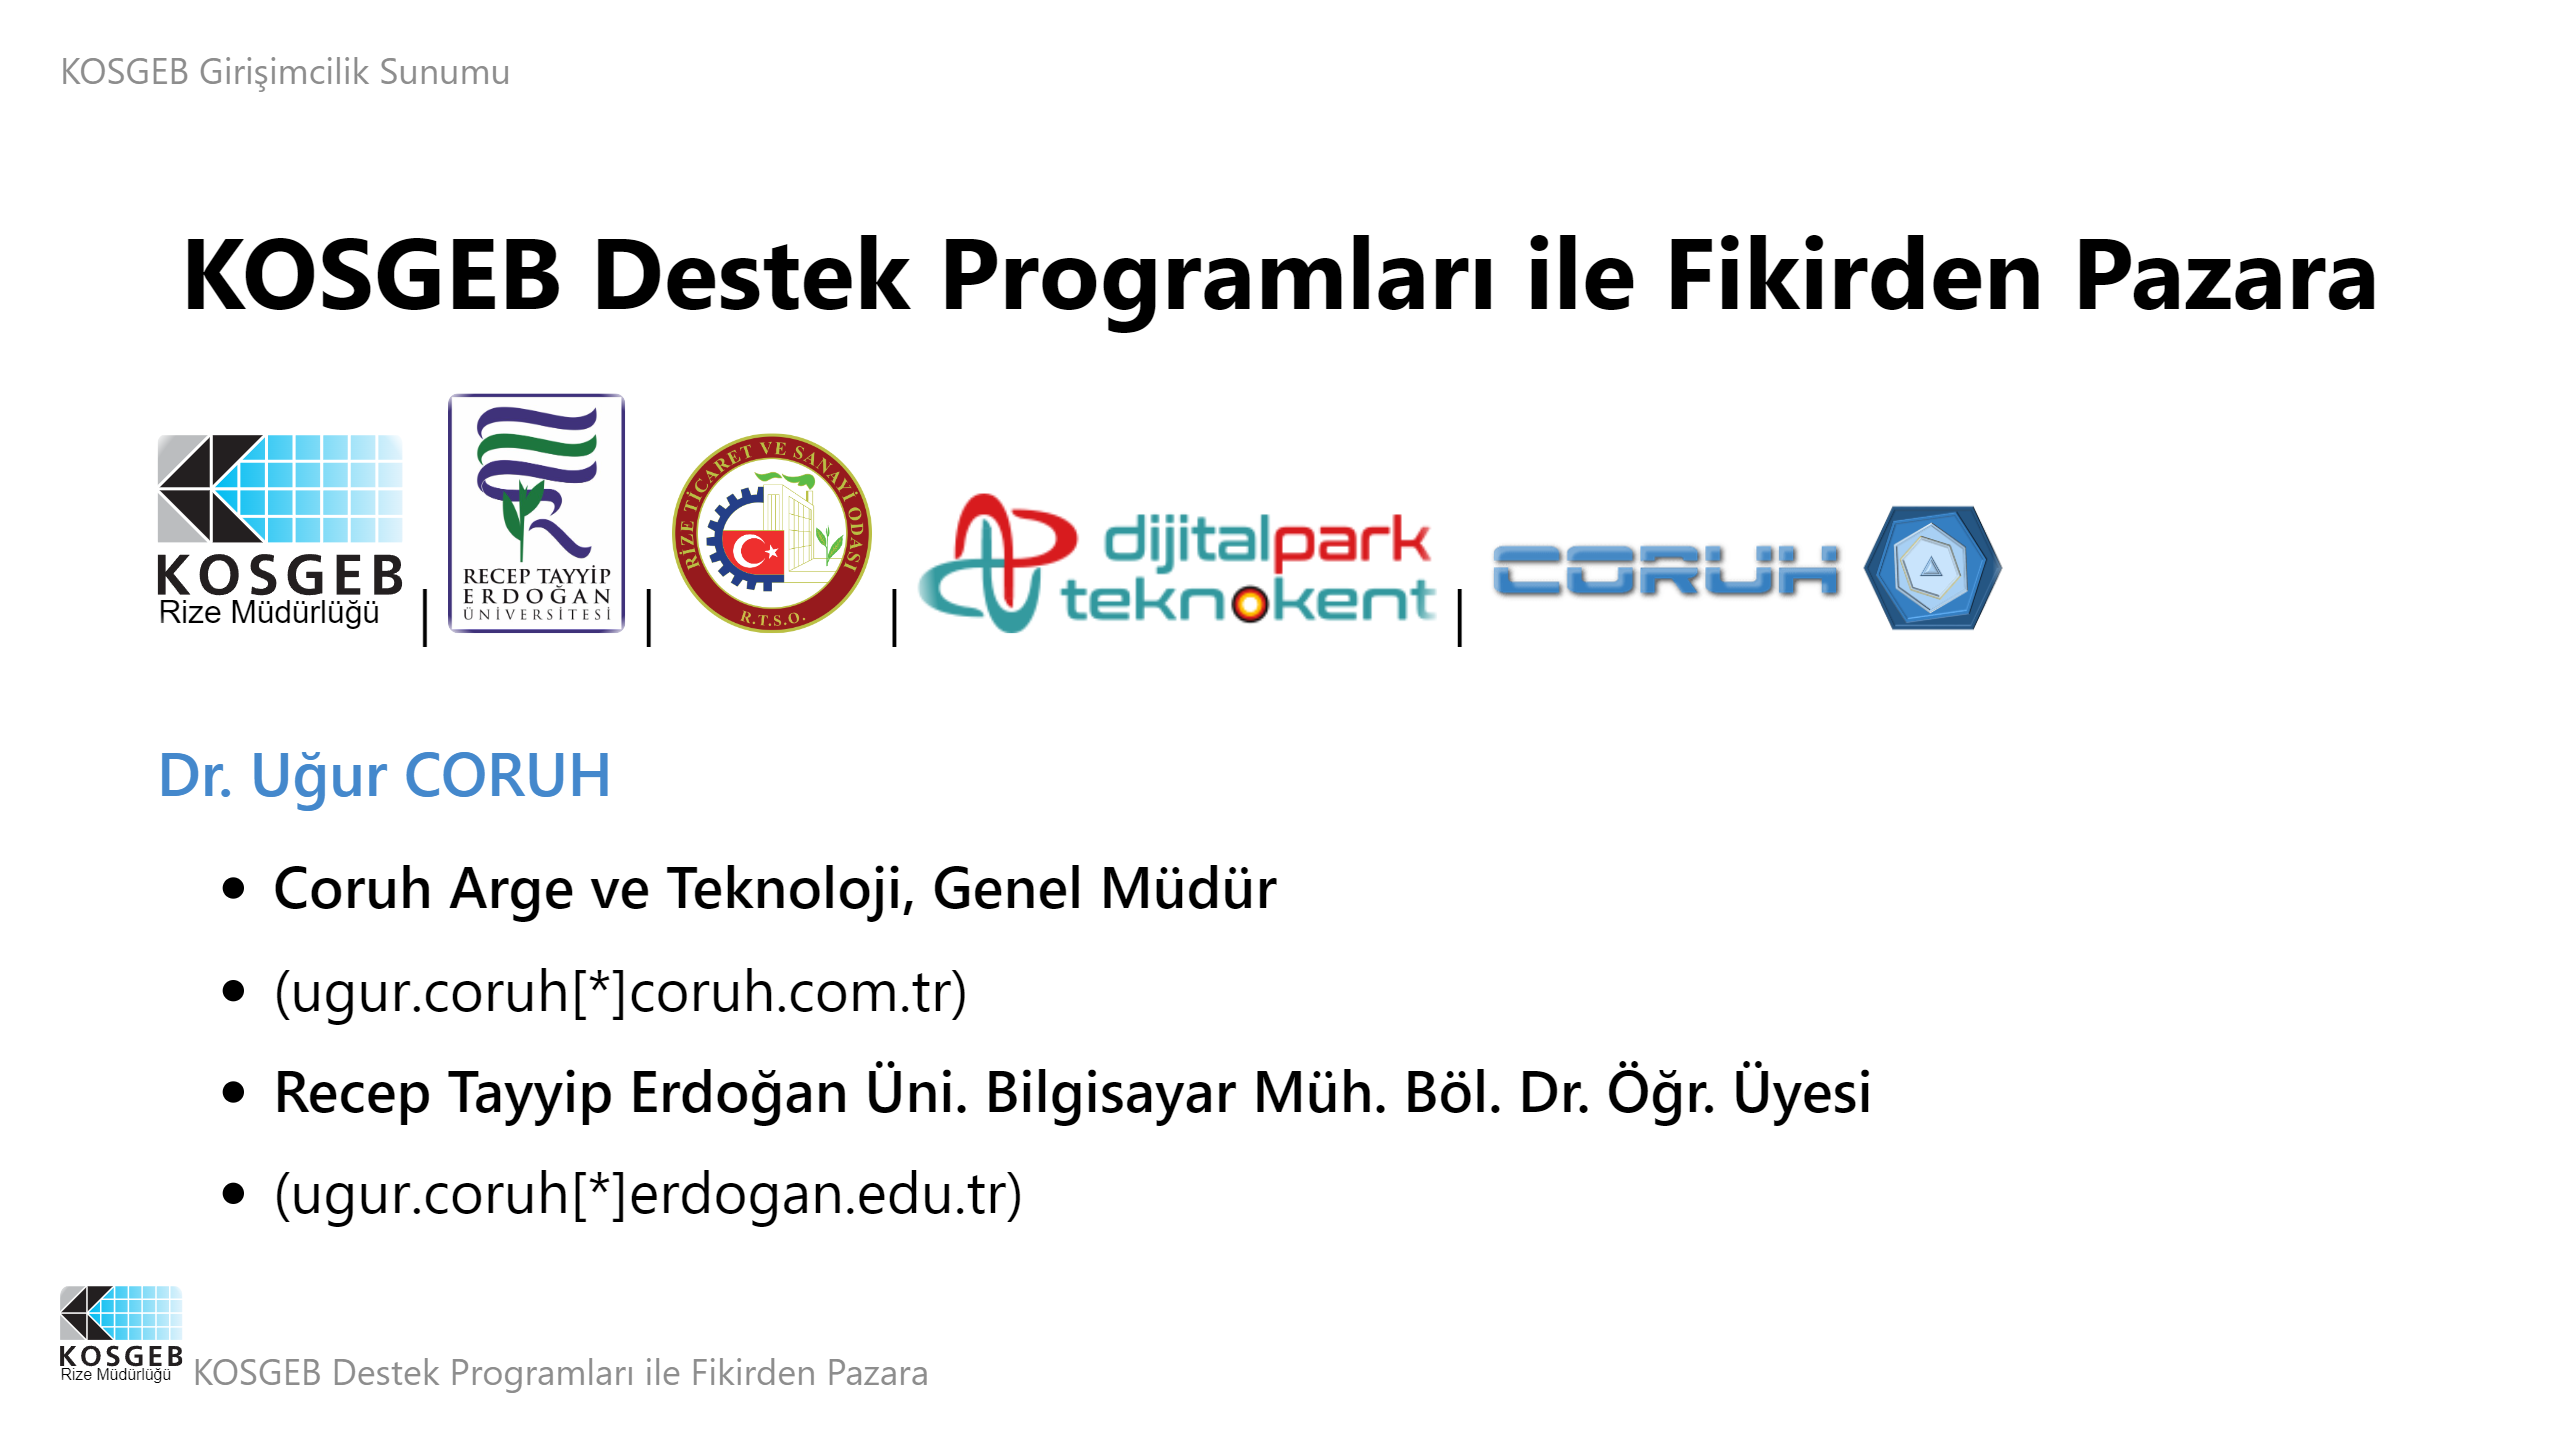 KOSGEB Girişimcilik Sunumu
KOSGEB Destek Programları ile Fikirden Pazara
KOSGEB
Rize Müdürlüğü
|
RECEP TAYYİP
ERDOĞAN
ÜNİVERSİTESİ
|
RİZE TİCARET VE SANAYİ ODASI
R.T.S.O.
|
dijitalpark
teknokent
|
CORUH
Dr. Uğur CORUH
• Coruh Arge ve Teknoloji, Genel Müdür
• (ugur.coruh[*]coruh.com.tr)
• Recep Tayyip Erdoğan Üni. Bilgisayar Müh. Böl. Dr. Öğr. Üyesi
• (ugur.coruh[*]erdogan.edu.tr)
KOSGEB
Rize Müdürlüğü
KOSGEB Destek Programları ile Fikirden Pazara